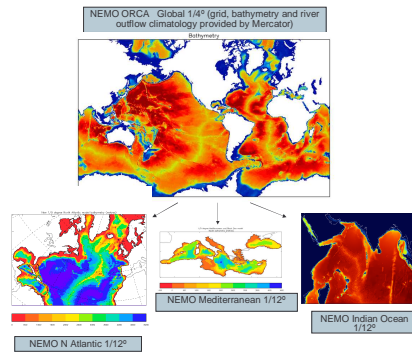 NEMO ORCA Global 1/4º (grid, bathymetry and river
outflow climatology provided by Mercator)
Bathymetry
NEMO Mediterranean 1/12º
NEMO Indian Ocean
1/12º
NEMO N Atlantic 1/12º